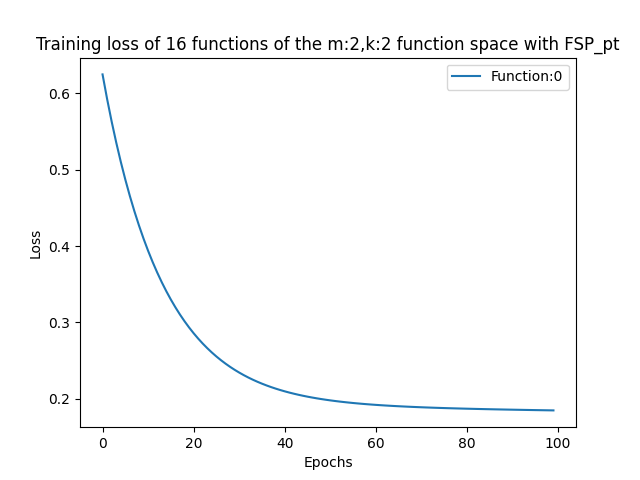 Training loss of 16 functions of the m:2,k:2 function space with FSP_pt
Function:0
Loss
0.6
0.5
0.4
0.3
0.2
0 20 40 60 80 100
Epochs